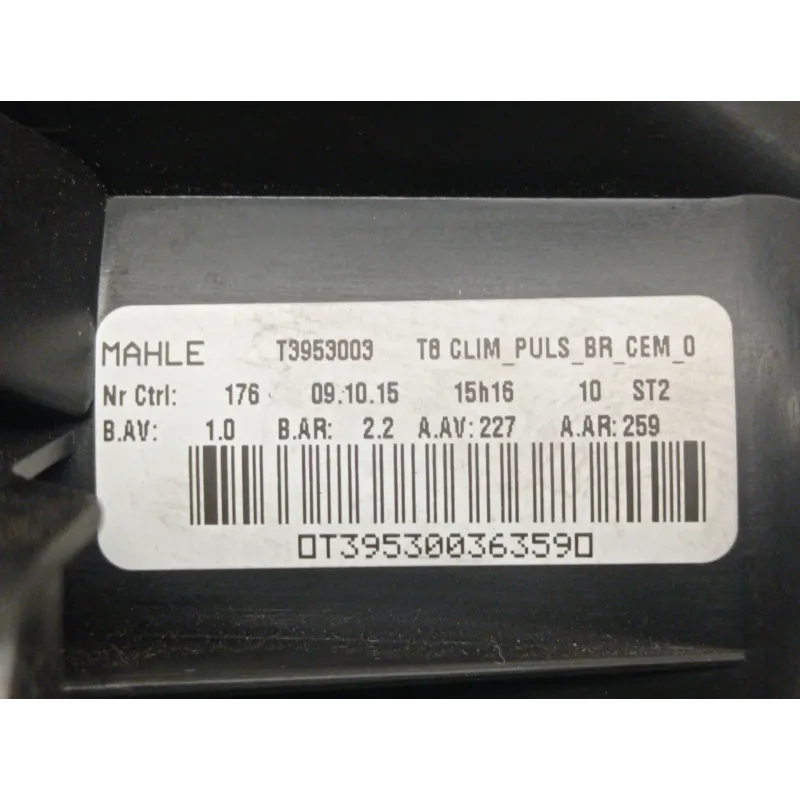 MAHLE T3953003 T8 CLIM_PULS_BR_CEM_0
Nr Ctrl: 176 09.10.15 15h16 10 ST2
B.AV: 1.0 B.AR: 2.2 A.AV: 227 A.AR: 259
0T395300363590